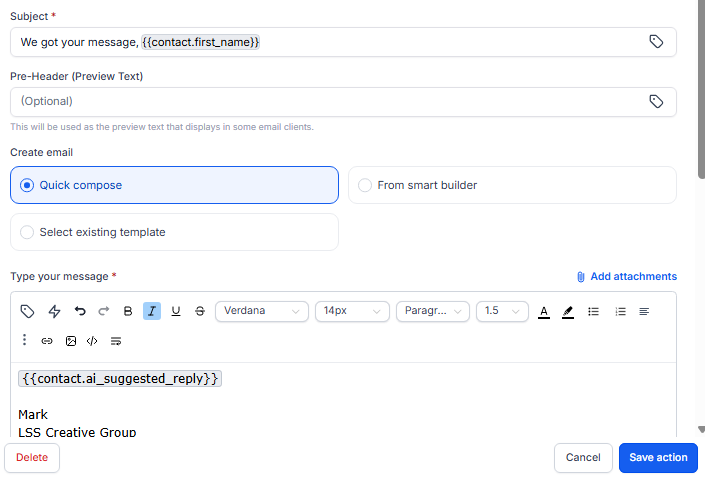 Subject *
We got your message, {{contact.first_name}}
Pre-Header (Preview Text)
(Optional)
This will be used as the preview text that displays in some email clients.
Create email
Quick compose
From smart builder
Select existing template
Type your message *
Add attachments
B I U S Verdana 14px Paragr... 1.5 A
{{contact.ai_suggested_reply}}
Mark
LSS Creative Group
Delete
Cancel
Save action